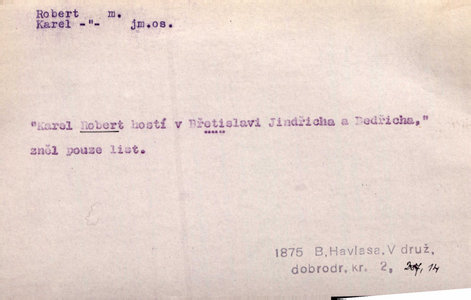 Robert m.
Karel -"- jm.os.
"Karel Robert hostí v Břetislavi Jindřicha a Bedřicha,"
zněl pouze list.
1875 B,Havlasa,V druž,
dobrodr, kr. 2, 14